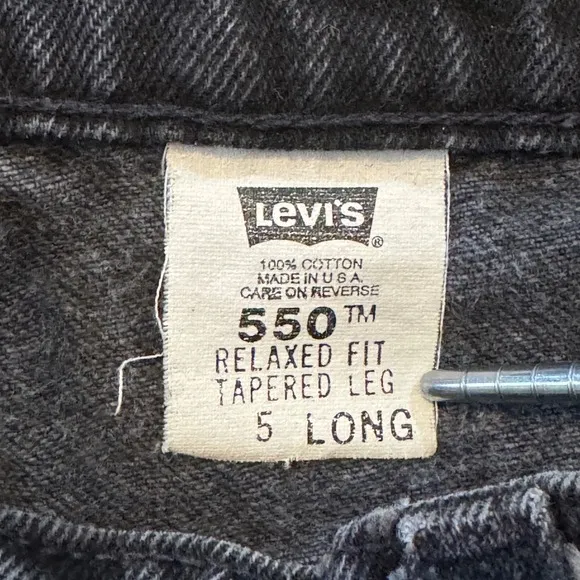 Levi's ®
100% COTTON
MADE IN U S A
CARE ON REVERSE
550™
RELAXED FIT
TAPERED LEG
5 LONG